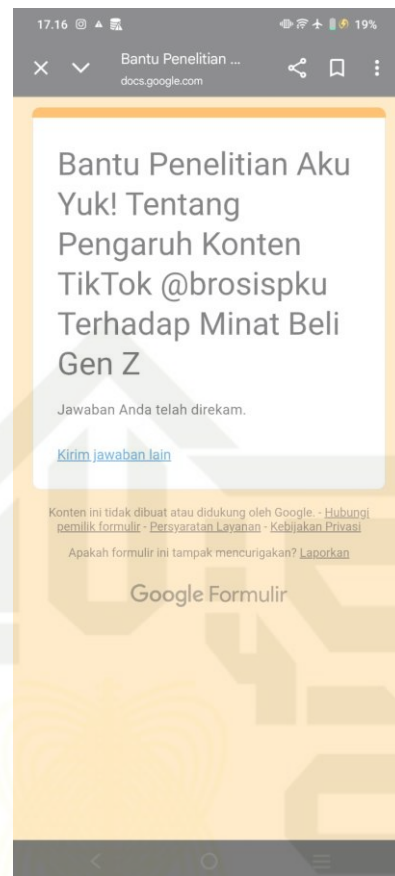 17.16
19%
Bantu Penelitian ...
docs.google.com
Bantu Penelitian Aku
Yuk! Tentang
Pengaruh Konten
TikTok @brosispku
Terhadap Minat Beli
Gen Z
Jawaban Anda telah direkam.
Kirim jawaban lain
Konten ini tidak dibuat atau didukung oleh Google. - Hubungi
pemilik formulir - Persyaratan Layanan - Kebijakan Privasi
Apakah formulir ini tampak mencurigakan? Laporkan
Google Formulir